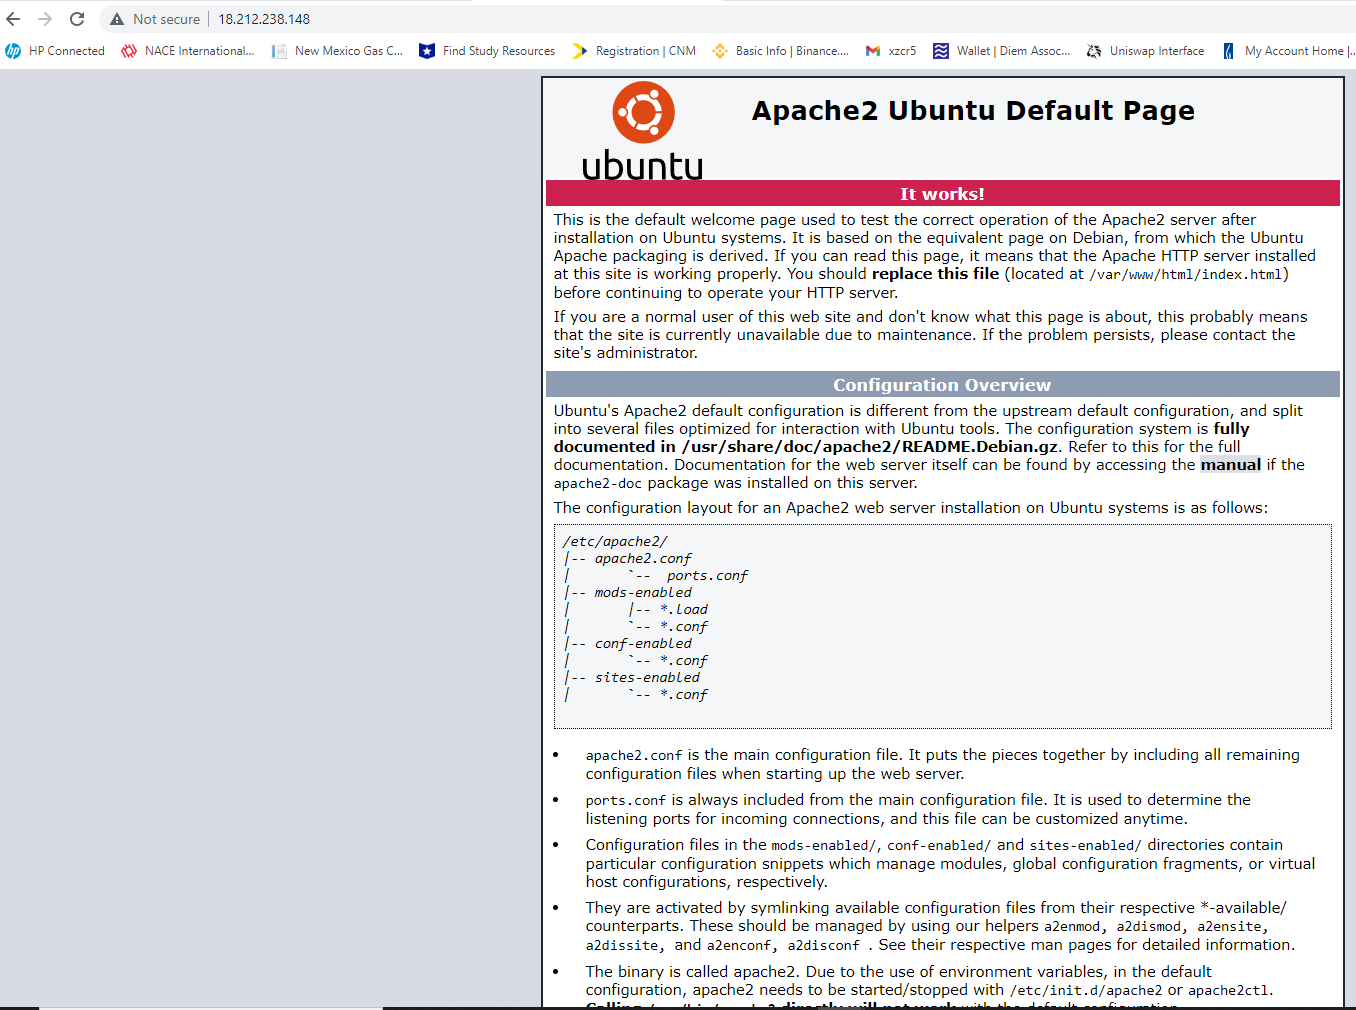 Not secure | 18.212.238.148
HP Connected NACE International... New Mexico Gas C... Find Study Resources Registration | CNM Basic Info | Binance.... xzcr5 Wallet | Diem Assoc... Uniswap Interface My Account Home |...
ubuntu
Apache2 Ubuntu Default Page
It works!
This is the default welcome page used to test the correct operation of the Apache2 server after
installation on Ubuntu systems. It is based on the equivalent page on Debian, from which the Ubuntu
Apache packaging is derived. If you can read this page, it means that the Apache HTTP server installed
at this site is working properly. You should replace this file (located at /var/www/html/index.html)
before continuing to operate your HTTP server.
If you are a normal user of this web site and don't know what this page is about, this probably means
that the site is currently unavailable due to maintenance. If the problem persists, please contact the
site's administrator.
Configuration Overview
Ubuntu's Apache2 default configuration is different from the upstream default configuration, and split
into several files optimized for interaction with Ubuntu tools. The configuration system is fully
documented in /usr/share/doc/apache2/README.Debian.gz. Refer to this for the full
documentation. Documentation for the web server itself can be found by accessing the manual if the
apache2-doc package was installed on this server.
The configuration layout for an Apache2 web server installation on Ubuntu systems is as follows:
/etc/apache2/
|-- apache2.conf
|       `--  ports.conf
|-- mods-enabled
|       |-- *.load
|       `-- *.conf
|-- conf-enabled
|       `-- *.conf
|-- sites-enabled
|       `-- *.conf
• apache2.conf is the main configuration file. It puts the pieces together by including all remaining
configuration files when starting up the web server.
• ports.conf is always included from the main configuration file. It is used to determine the
listening ports for incoming connections, and this file can be customized anytime.
• Configuration files in the mods-enabled/, conf-enabled/ and sites-enabled/ directories contain
particular configuration snippets which manage modules, global configuration fragments, or virtual
host configurations, respectively.
• They are activated by symlinking available configuration files from their respective *-available/
counterparts. These should be managed by using our helpers a2enmod, a2dismod, a2ensite,
a2dissite, and a2enconf, a2disconf . See their respective man pages for detailed information.
• The binary is called apache2. Due to the use of environment variables, in the default
configuration, apache2 needs to be started/stopped with /etc/init.d/apache2 or apache2ctl.